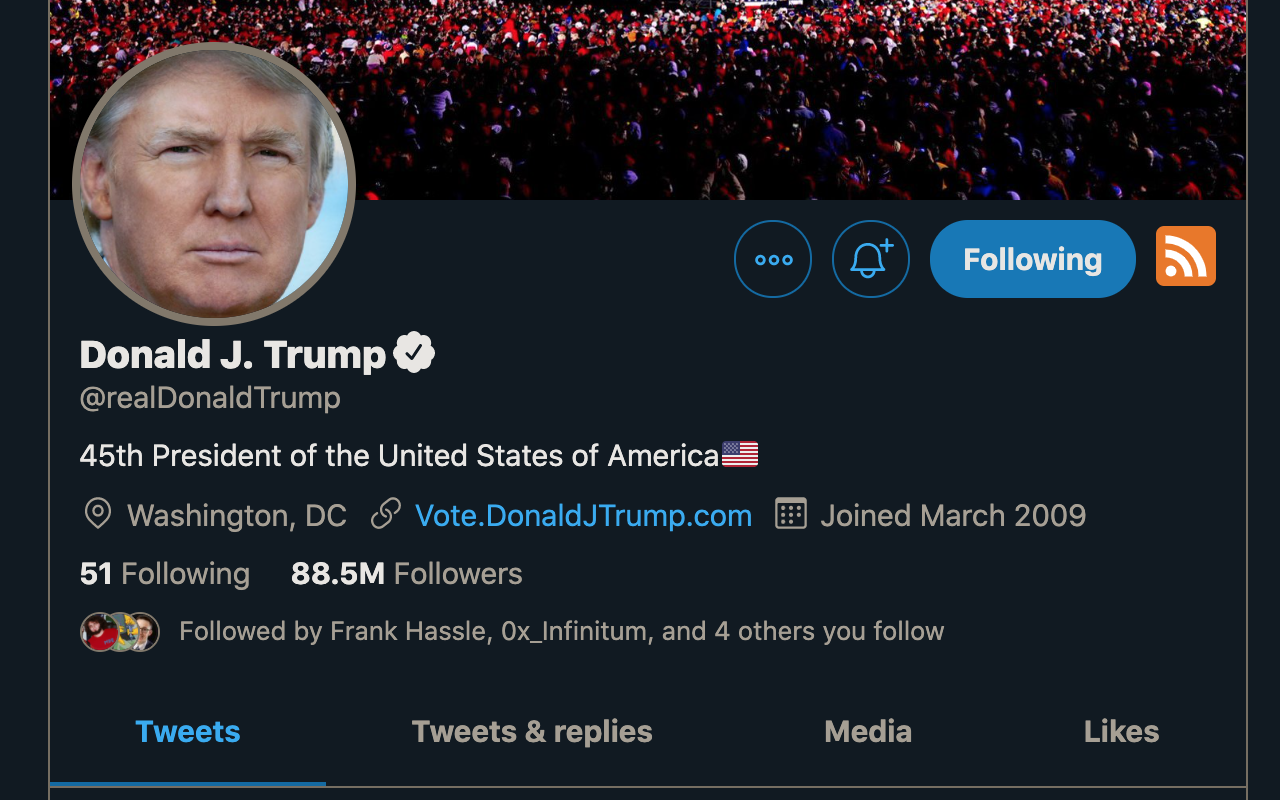 Following
Donald J. Trump
@realDonaldTrump
45th President of the United States of America
Washington, DC Vote.DonaldJTrump.com Joined March 2009
51 Following 88.5M Followers
Followed by Frank Hassle, 0x_Infinitum, and 4 others you follow
Tweets Tweets & replies Media Likes